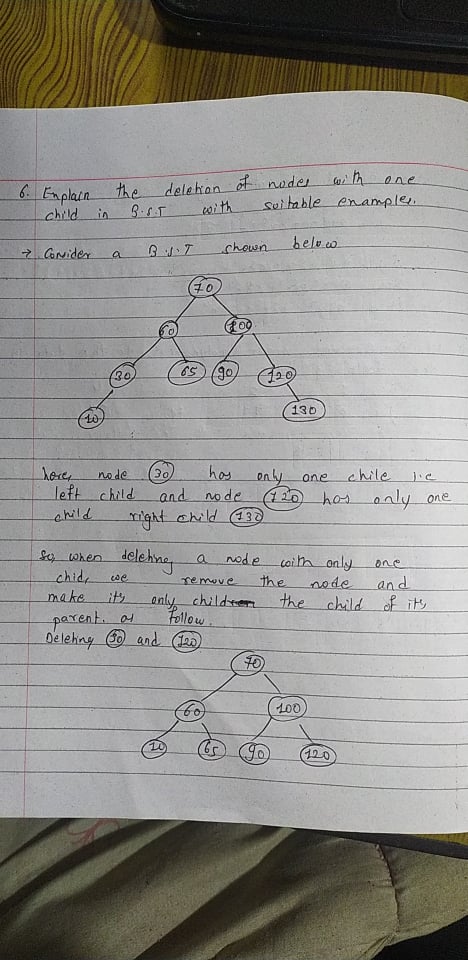 6. Explain the deletion of nodes with one
child in B.S.T with suitable examples.
→ Consider a B.S.T shown below
70
60 100
30 65 90 120
10 130
here, node 30 has only one chile i.e
left child and node 120 has only one
child right child 130
So, when deleting a node with only one
chid, we remove the node and
make its only child the child of its
parent. as follow.
Deleting 30 and 120
70
60 100
10 65 90 120